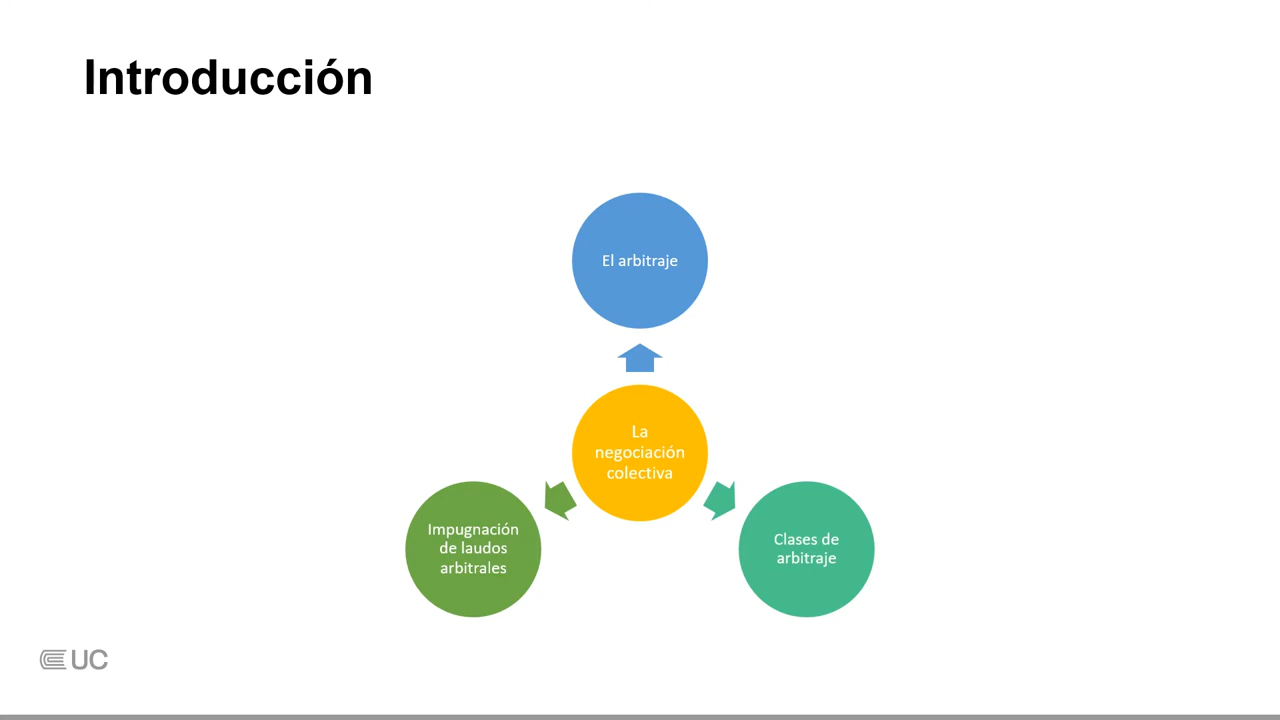 Introducción
El arbitraje
La
negociación
colectiva
Impugnación
de laudos
arbitrales
Clases de
arbitraje
UC